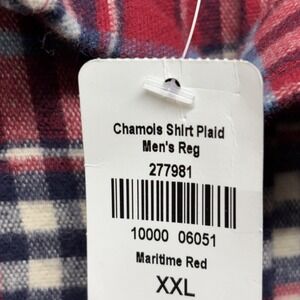 Chamois Shirt Plaid
Men's Reg
277981
10000 06051
Maritime Red
XXL